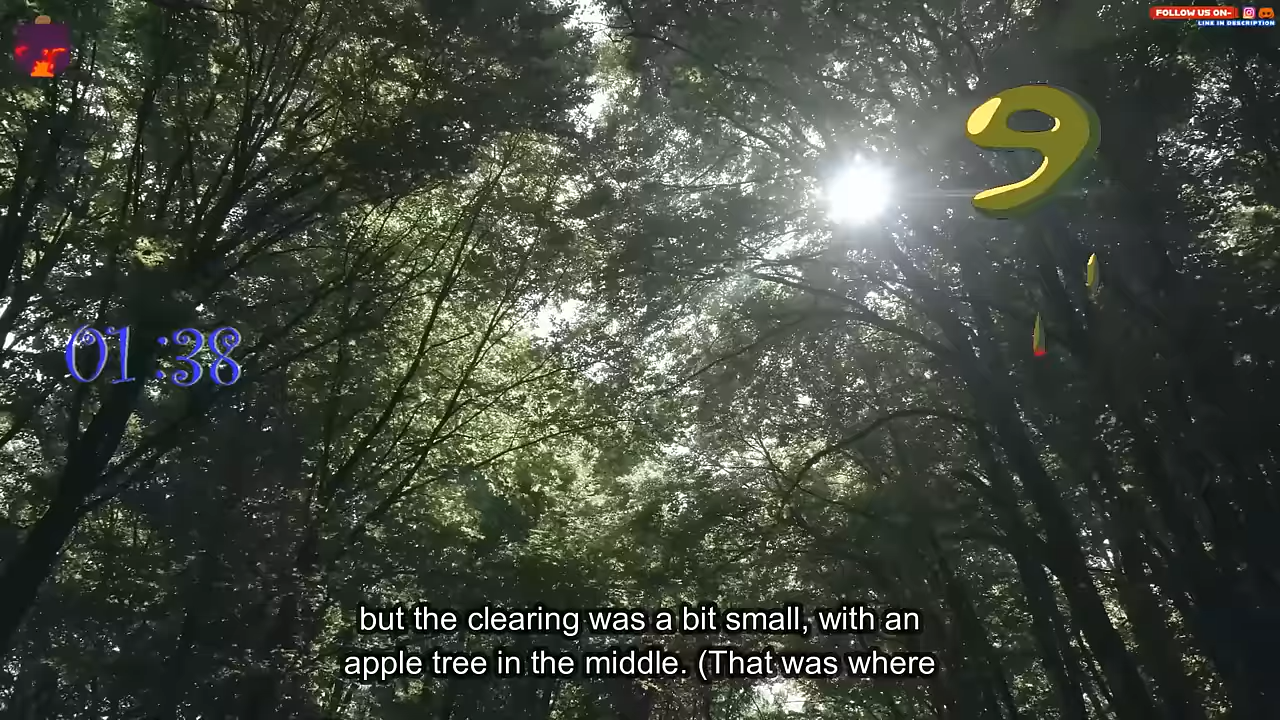 FOLLOW US ON-
LINK IN DESCRIPTION
9
01:38
but the clearing was a bit small, with an
apple tree in the middle. (That was where